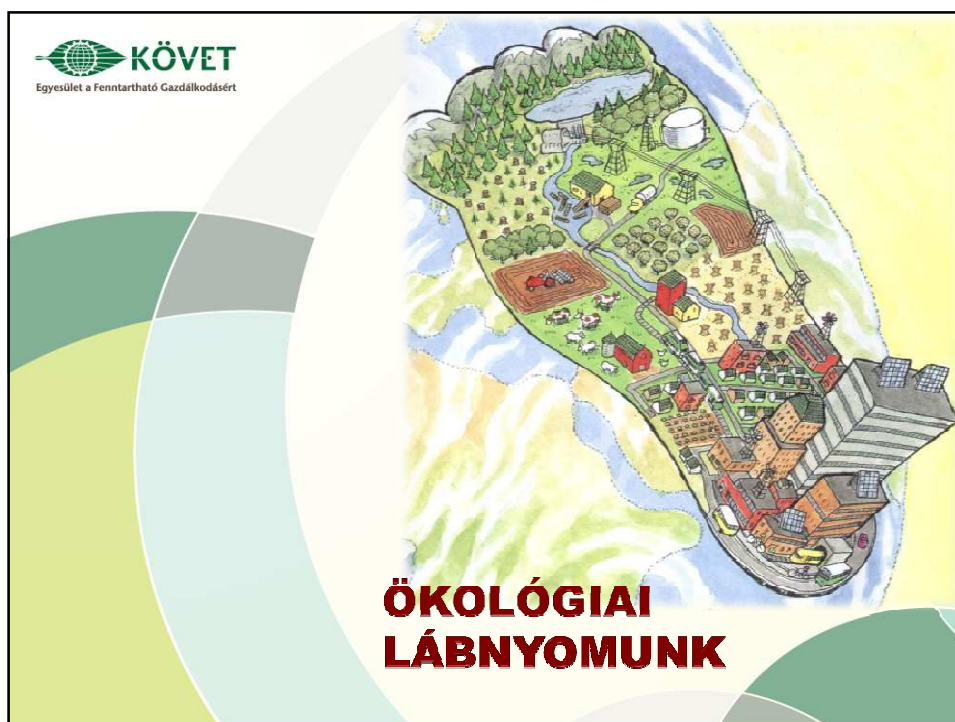 KÖVET
Egyesület a Fenntartható Gazdálkodásért
ÖKOLÓGIAI
LÁBNYOMUNK